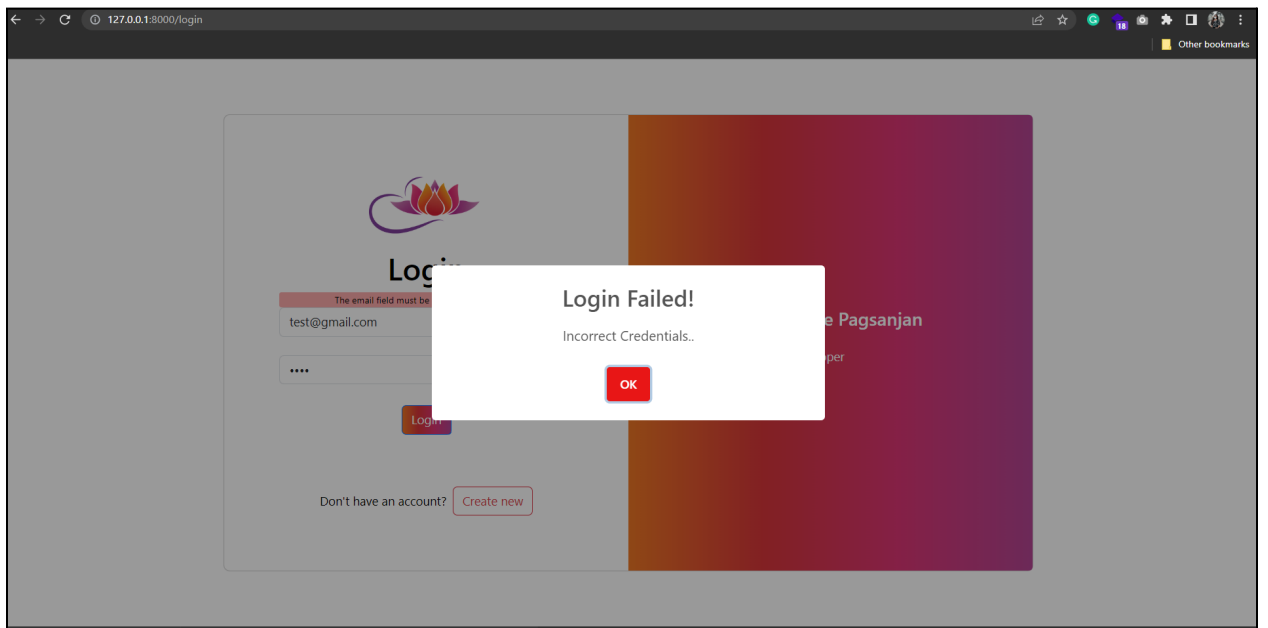 127.0.0.1:8000/login
18
Other bookmarks
Login
The email field must be
test@gmail.com
Login Failed!
Incorrect Credentials..
OK
e Pagsanjan
Login
Don't have an account? Create new